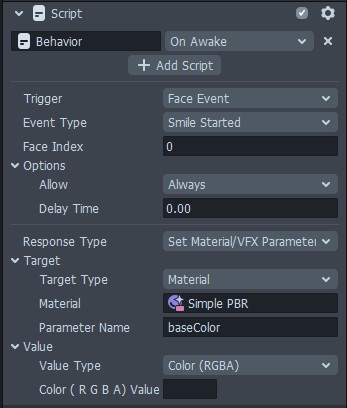 Script
Behavior On Awake
+ Add Script
Trigger Face Event
Event Type Smile Started
Face Index 0
Options
Allow Always
Delay Time 0.00
Response Type Set Material/VFX Parameter
Target
Target Type Material
Material Simple PBR
Parameter Name baseColor
Value
Value Type Color (RGBA)
Color ( R G B A) Value